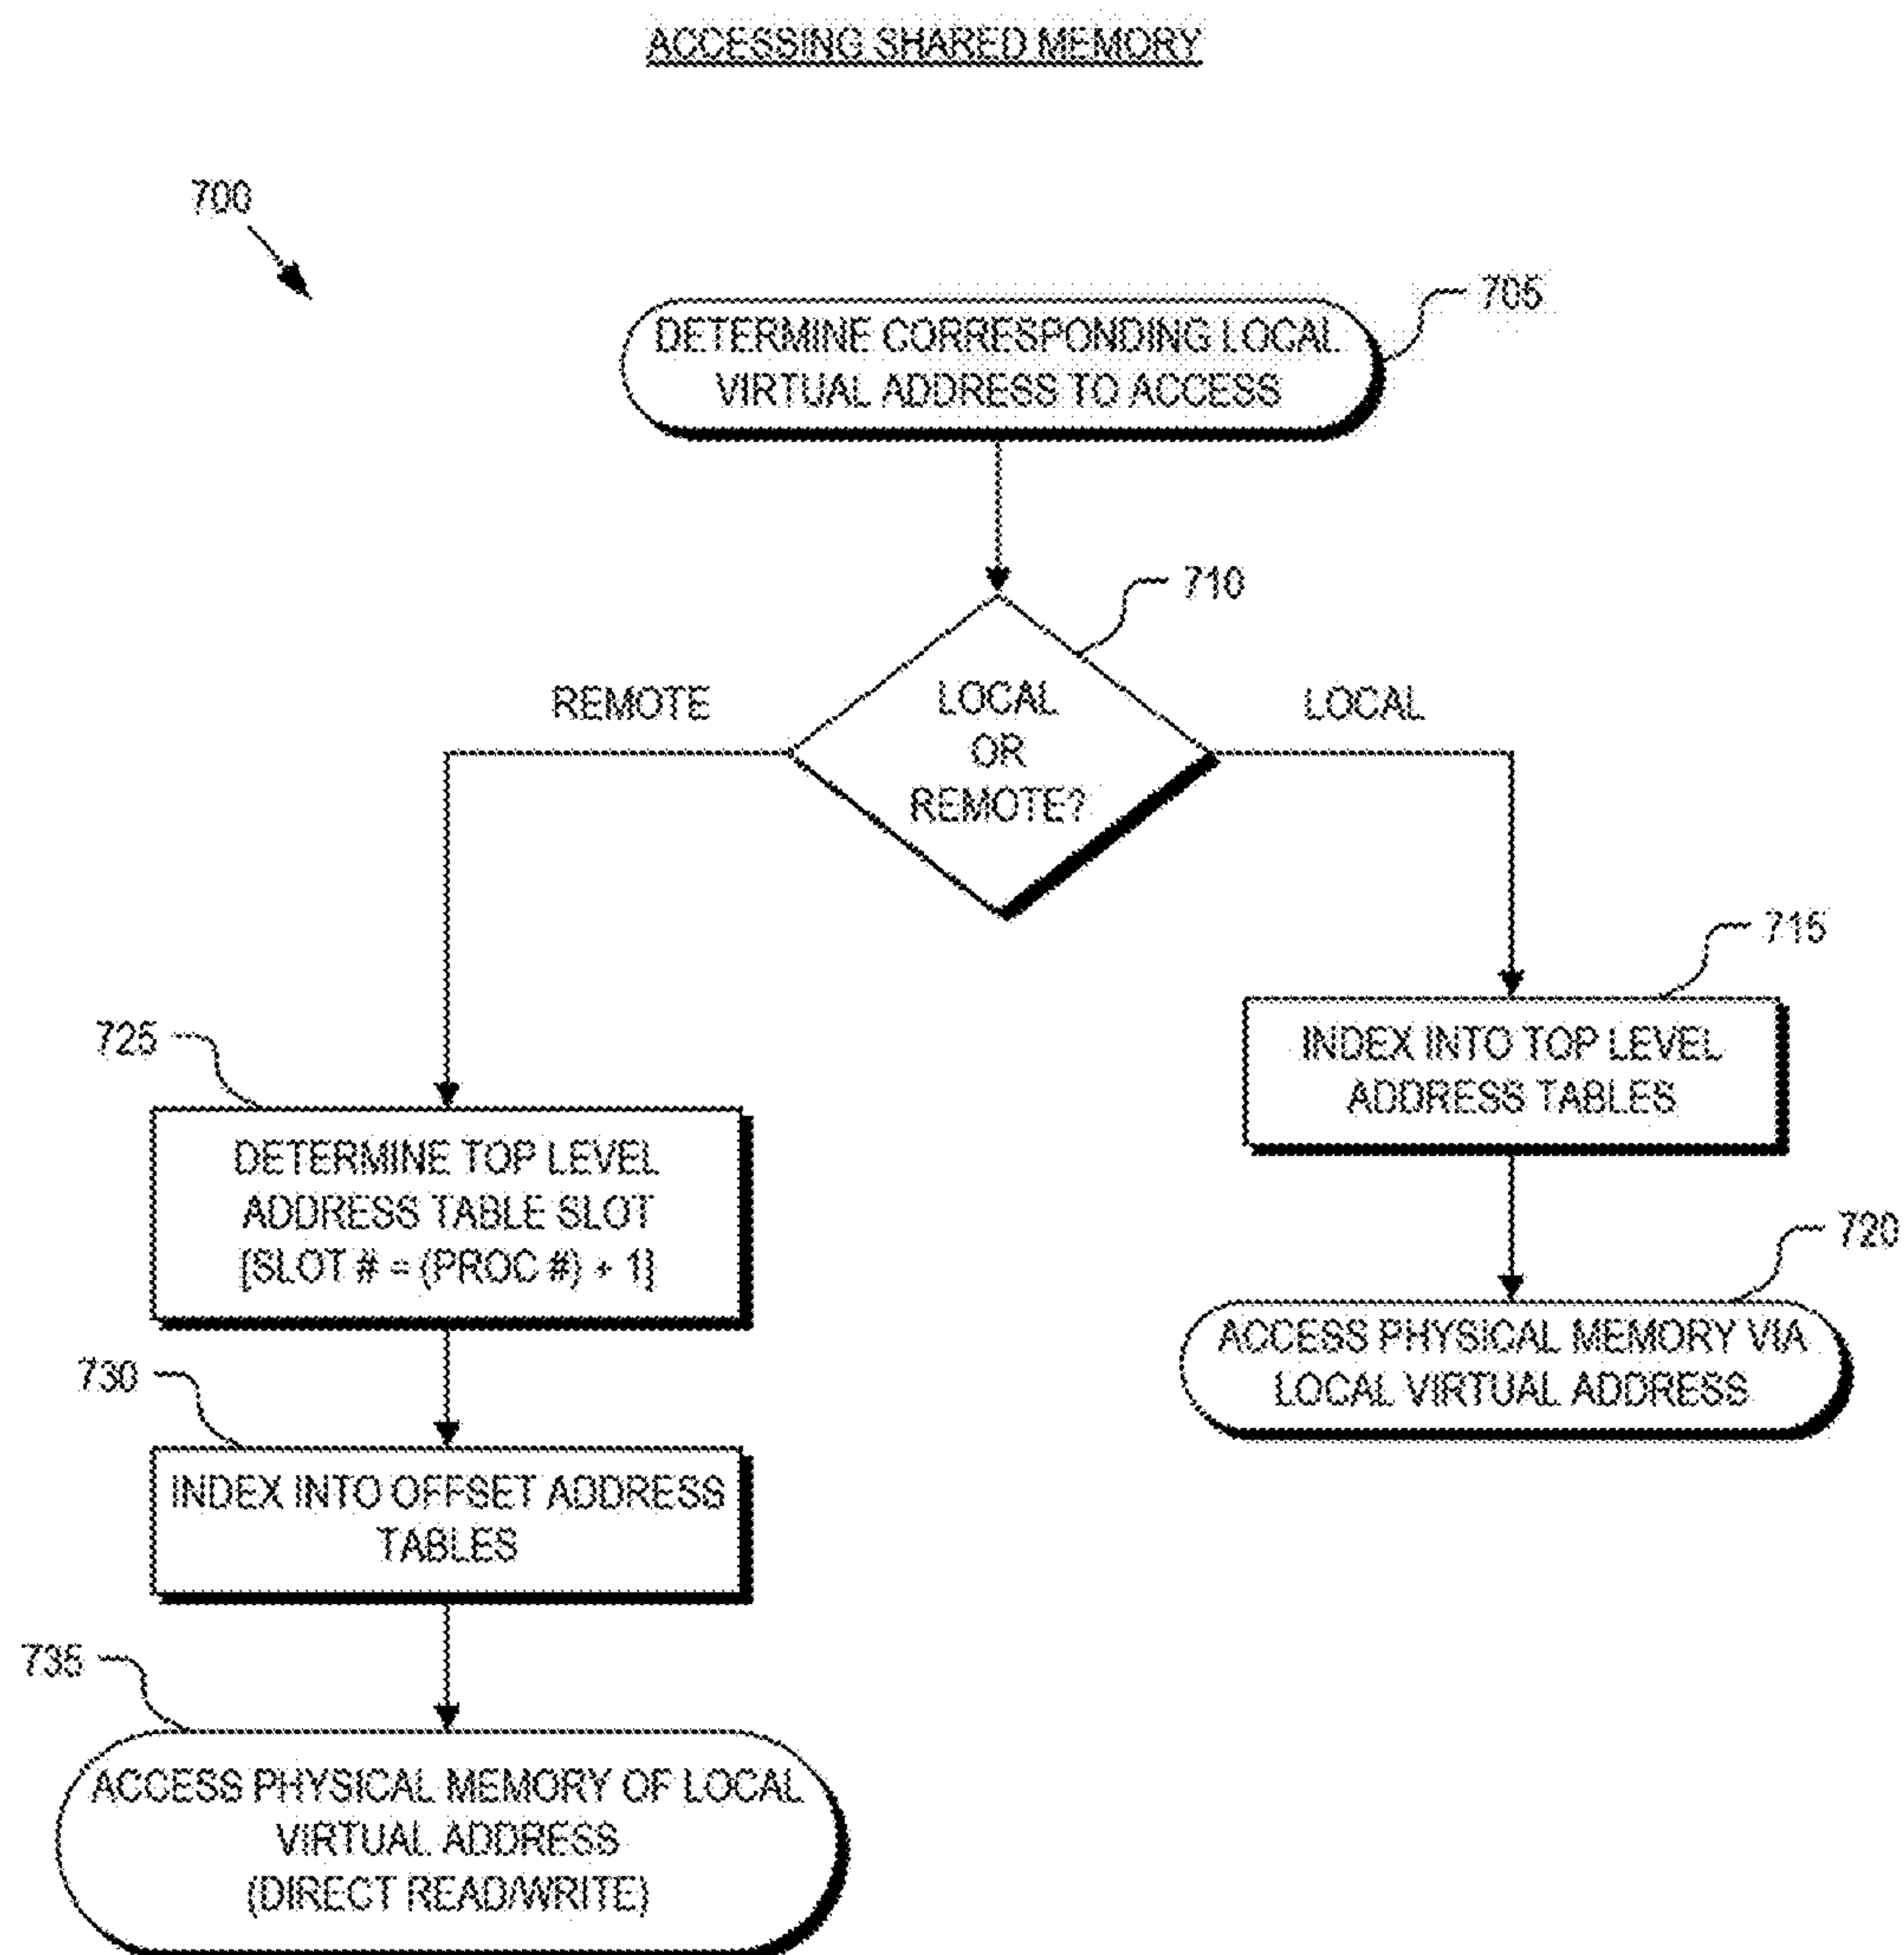 ACCESSING SHARED MEMORY
700
705
DETERMINE CORRESPONDING LOCAL
VIRTUAL ADDRESS TO ACCESS
710
REMOTE
LOCAL
OR
REMOTE?
LOCAL
715
INDEX INTO TOP LEVEL
ADDRESS TABLES
725
DETERMINE TOP LEVEL
ADDRESS TABLE SLOT
[SLOT # = (PROC #) + 1]
720
ACCESS PHYSICAL MEMORY VIA
LOCAL VIRTUAL ADDRESS
730
INDEX INTO OFFSET ADDRESS
TABLES
735
ACCESS PHYSICAL MEMORY OF LOCAL
VIRTUAL ADDRESS
(DIRECT READ/WRITE)